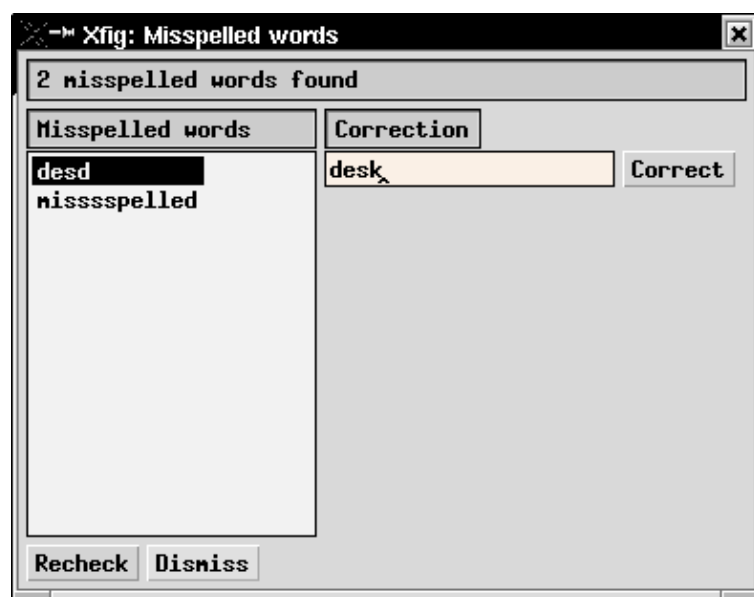 Xfig: Misspelled words
2 misspelled words found
Misspelled words
Correction
desd
desk
Correct
missspelled
Recheck
Dismiss